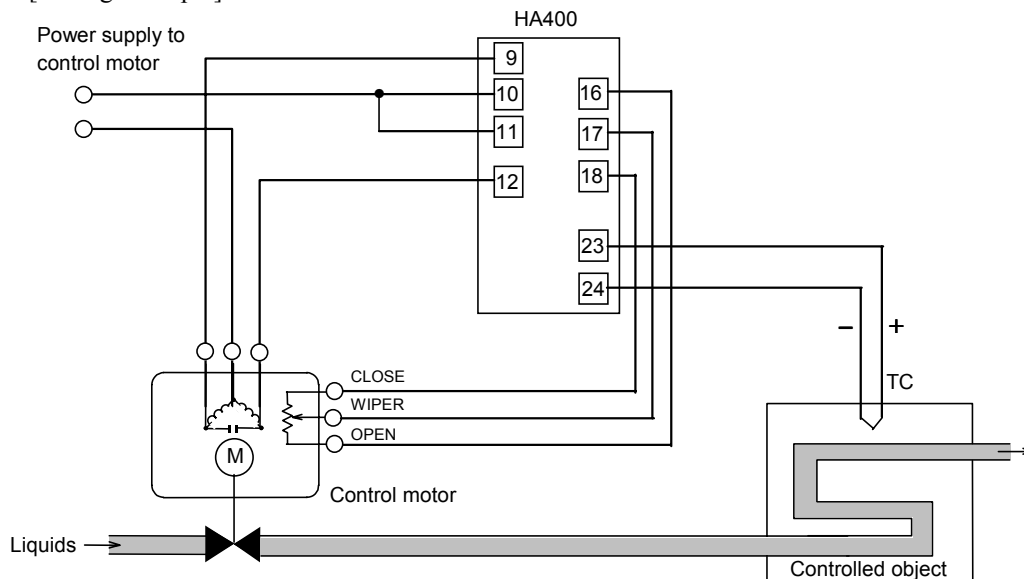 HA400
Power supply to
control motor
9
10
11
12
16
17
18
23
24
− +
TC
CLOSE
WIPER
OPEN
M
Control motor
Liquids
Controlled object